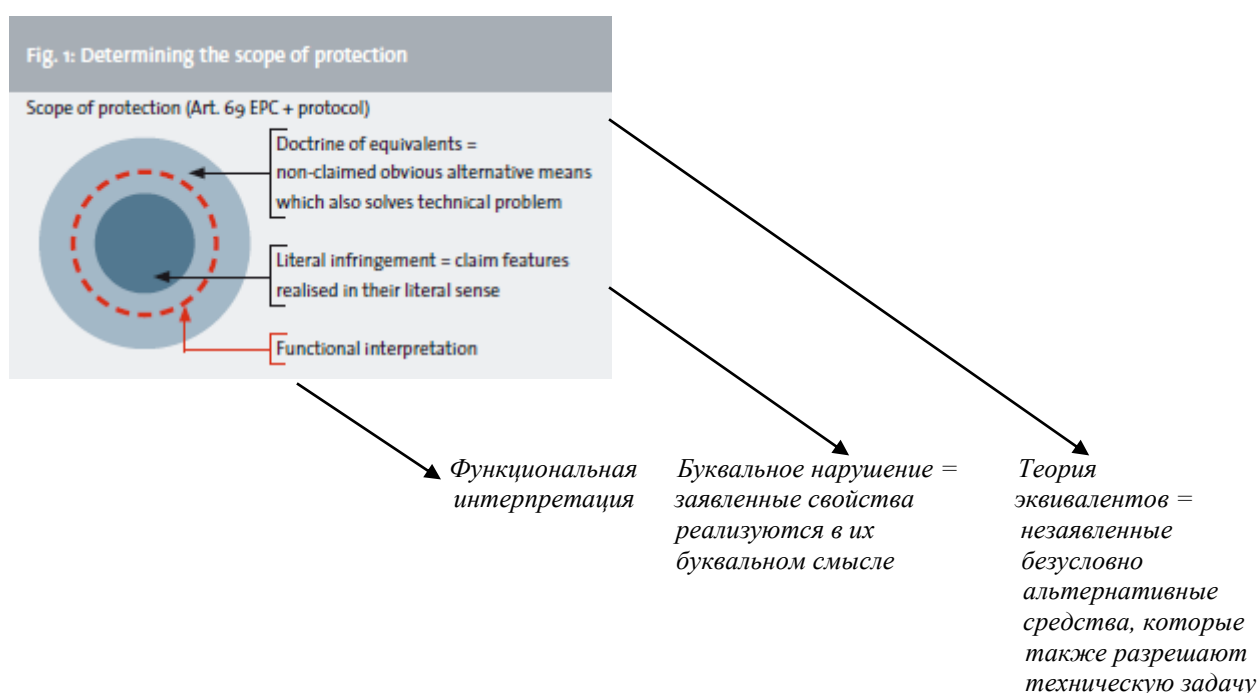 Fig. 1: Determining the scope of protection
Scope of protection (Art. 69 EPC + protocol)
Doctrine of equivalents =
non-claimed obvious alternative means
which also solves technical problem
Literal infringement = claim features
realised in their literal sense
Functional interpretation
Функциональная
интерпретация
Буквальное нарушение =
заявленные свойства
реализуются в их
буквальном смысле
Теория
эквивалентов =
незаявленные
безусловно
альтернативные
средства, которые
также разрешают
техническую задачу